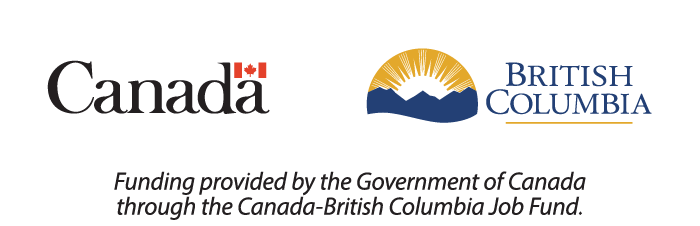 Canada
BRITISH
COLUMBIA
Funding provided by the Government of Canada
through the Canada-British Columbia Job Fund.